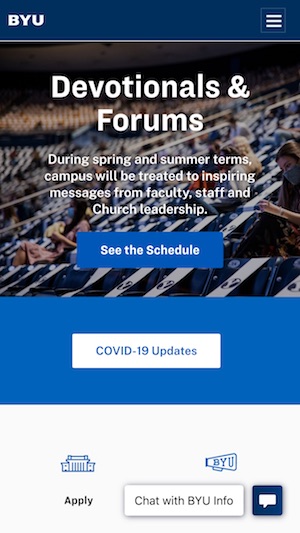 BYU
Devotionals &
Forums
During spring and summer terms,
campus will be treated to inspiring
messages from faculty, staff and
Church leadership.
See the Schedule
COVID-19 Updates
BYU
Apply
Chat with BYU Info